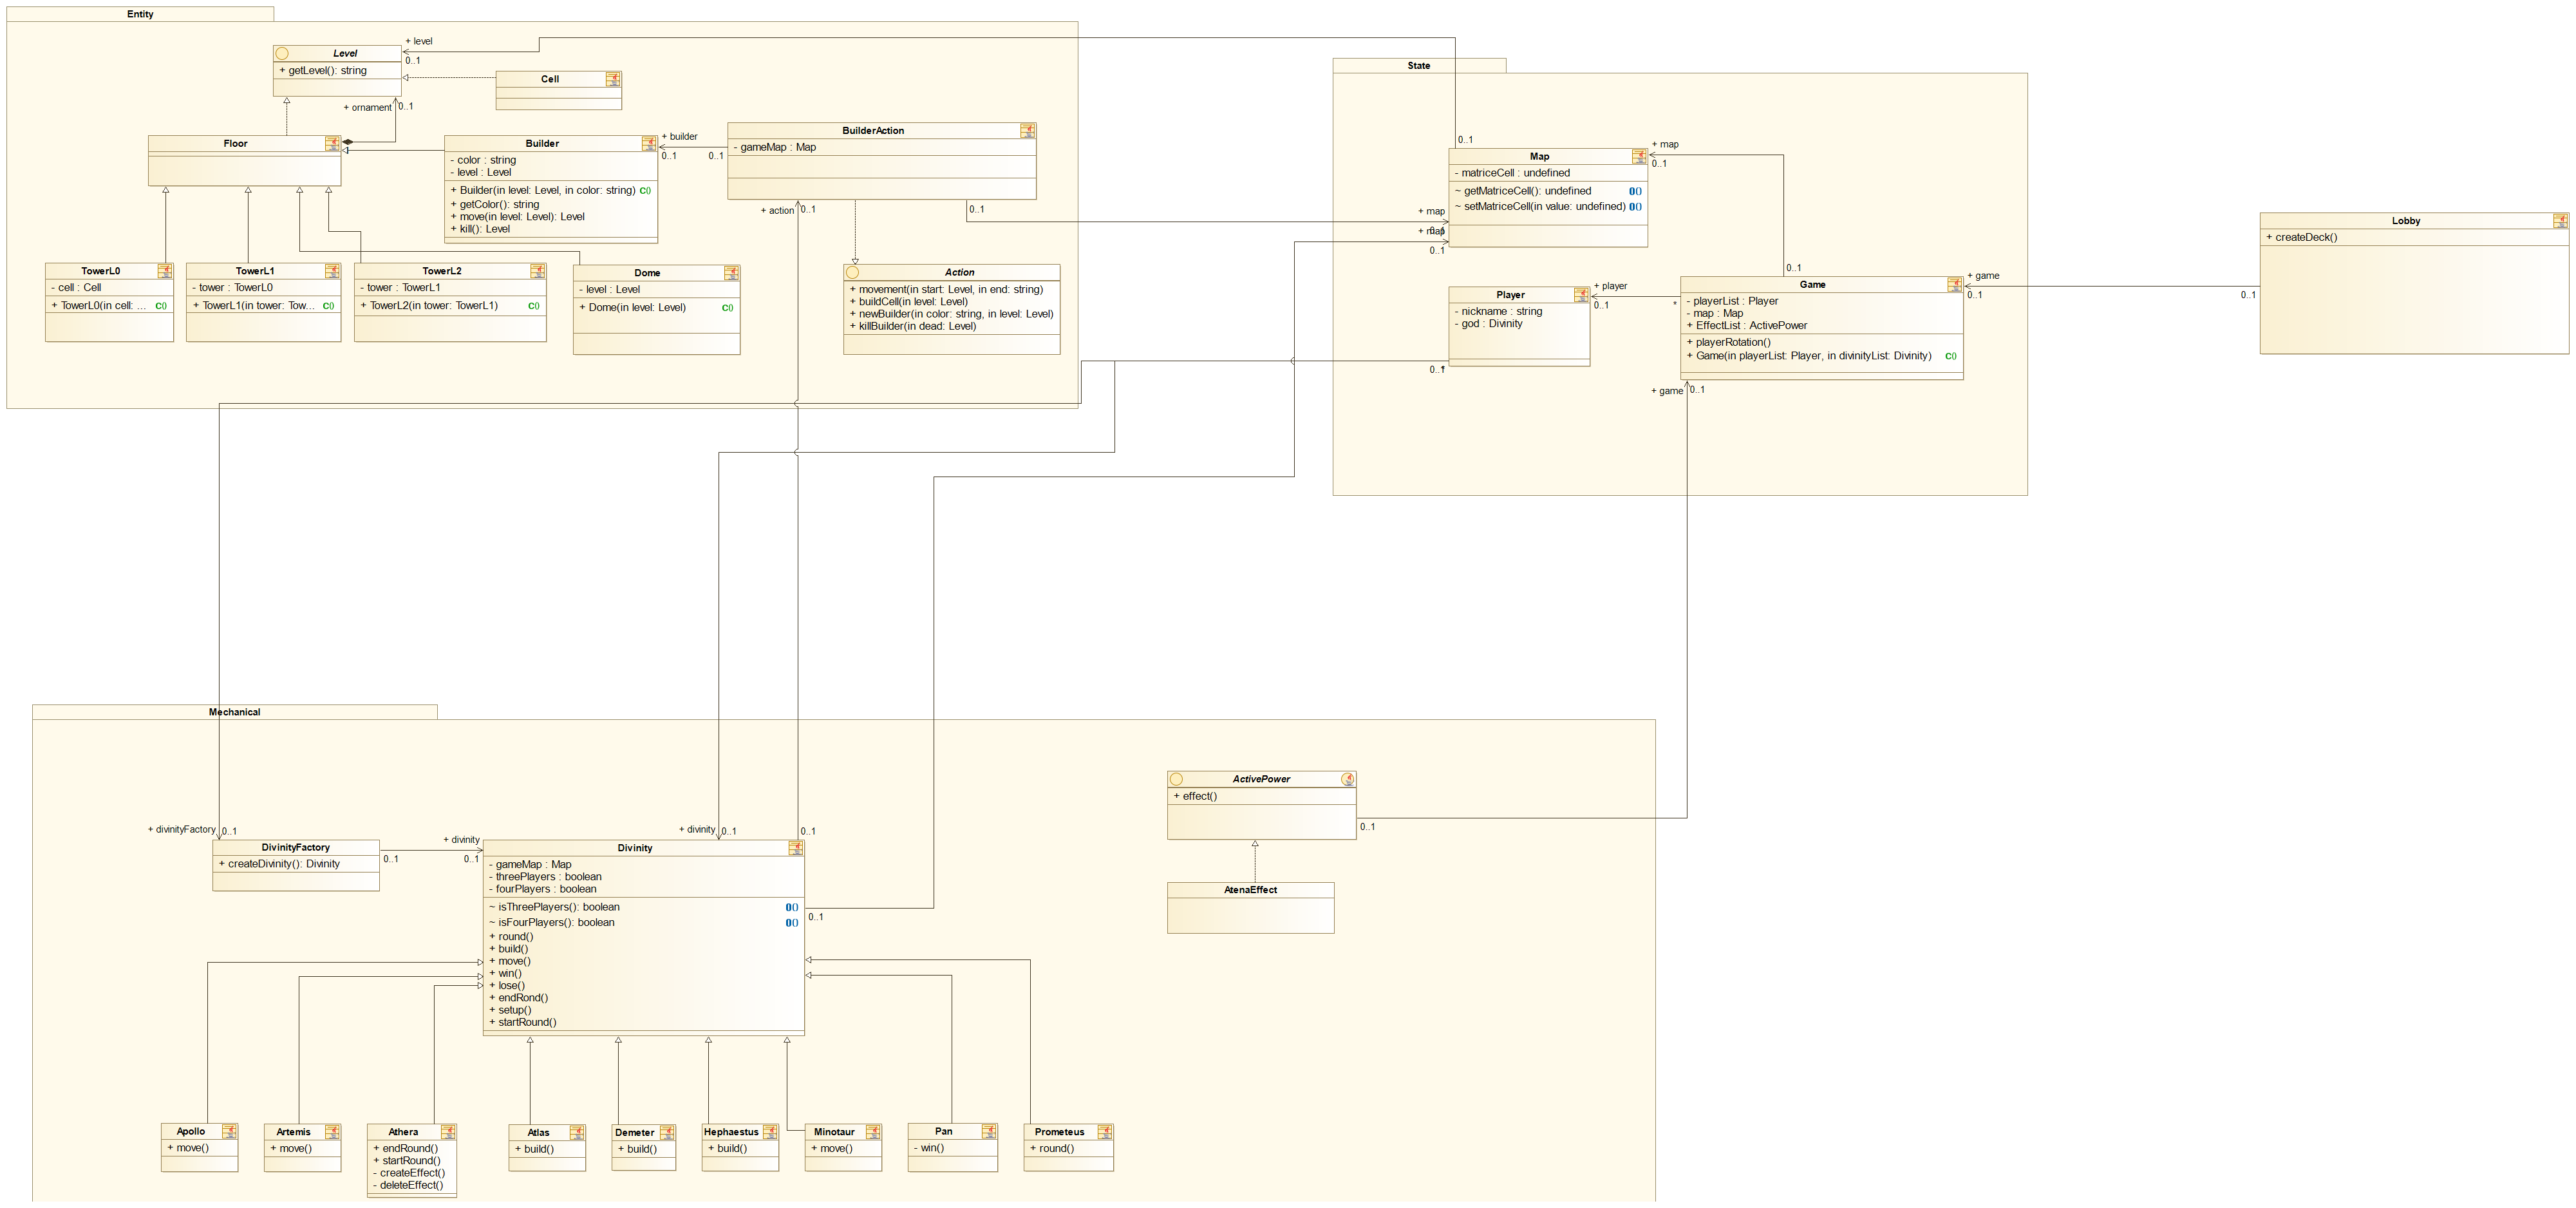 Entity
+ level
0..1
Level
+ getLevel(): string
Cell
+ ornament
0..1
Floor
Builder
- color : string
- level : Level
+ Builder(in level: Level, in color: string) C()
+ getColor(): string
+ move(in level: Level): Level
+ kill(): Level
+ builder
0..1
0..1
BuilderAction
- gameMap : Map
+ action
0..1
0..1
TowerL0
- cell : Cell
+ TowerL0(in cell: ... C()
TowerL1
- tower : TowerL0
+ TowerL1(in tower: Tow... C()
TowerL2
- tower : TowerL1
+ TowerL2(in tower: TowerL1) C()
Dome
- level : Level
+ Dome(in level: Level) C()
Action
+ movement(in start: Level, in end: string)
+ buildCell(in level: Level)
+ newBuilder(in color: string, in level: Level)
+ killBuilder(in dead: Level)
State
0..1
Map
- matriceCell : undefined
~ getMatriceCell(): undefined
~ setMatriceCell(in value: undefined)
+ map
0..1
+ map
0..1
+ map
0..1
0..1
Player
- nickname : string
- god : Divinity
+ player
0..1
*
0..1
*
Game
- playerList : Player
- map : Map
+ EffectList : ActivePower
+ playerRotation()
+ Game(in playerList: Player, in divinityList: Divinity) C()
+ game
0..1
0..1
+ game
0..1
Lobby
+ createDeck()
Mechanical
+ divinityFactory
0..1
DivinityFactory
+ createDivinity(): Divinity
0..1
+ divinity
0..1
+ divinity
0..1
0..1
Divinity
- gameMap : Map
- threePlayers : boolean
- fourPlayers : boolean
~ isThreePlayers(): boolean
~ isFourPlayers(): boolean
+ round()
+ build()
+ move()
+ win()
+ lose()
+ endRond()
+ setup()
+ startRound()
0..1
ActivePower
+ effect()
0..1
AtenaEffect
Apollo
+ move()
Artemis
+ move()
Athera
+ endRound()
+ startRound()
- createEffect()
- deleteEffect()
Atlas
+ build()
Demeter
+ build()
Hephaestus
+ build()
Minotaur
+ move()
Pan
- win()
Prometeus
+ round()